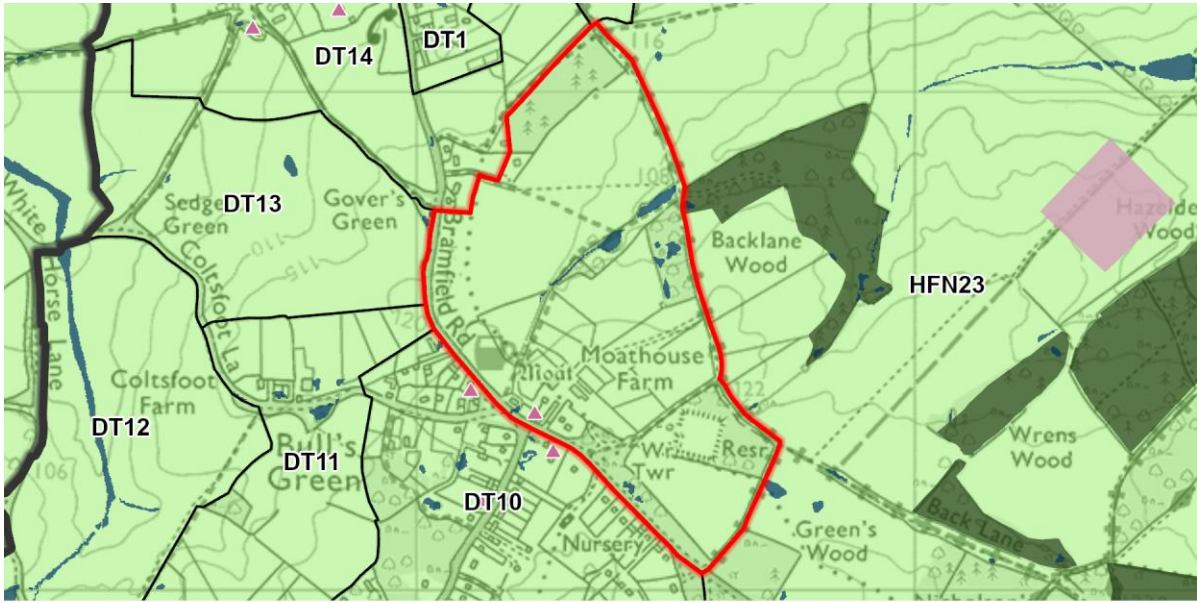 DT1
116
DT14
108
White
Horse Lane
Sedge
Green
DT13
Gover's
Green
Bramfield Rd
Backlane
Wood
Hazelde
Wood
HFN23
110
115
Coltsfoot La
120
Moat
Moathouse
Farm
Coltsfoot
Farm
122
DT12
Bull's
Green
DT11
Wr
Twr
Resr
Wrens
Wood
106
DT10
Nursery
Green's
Wood
Back Lane